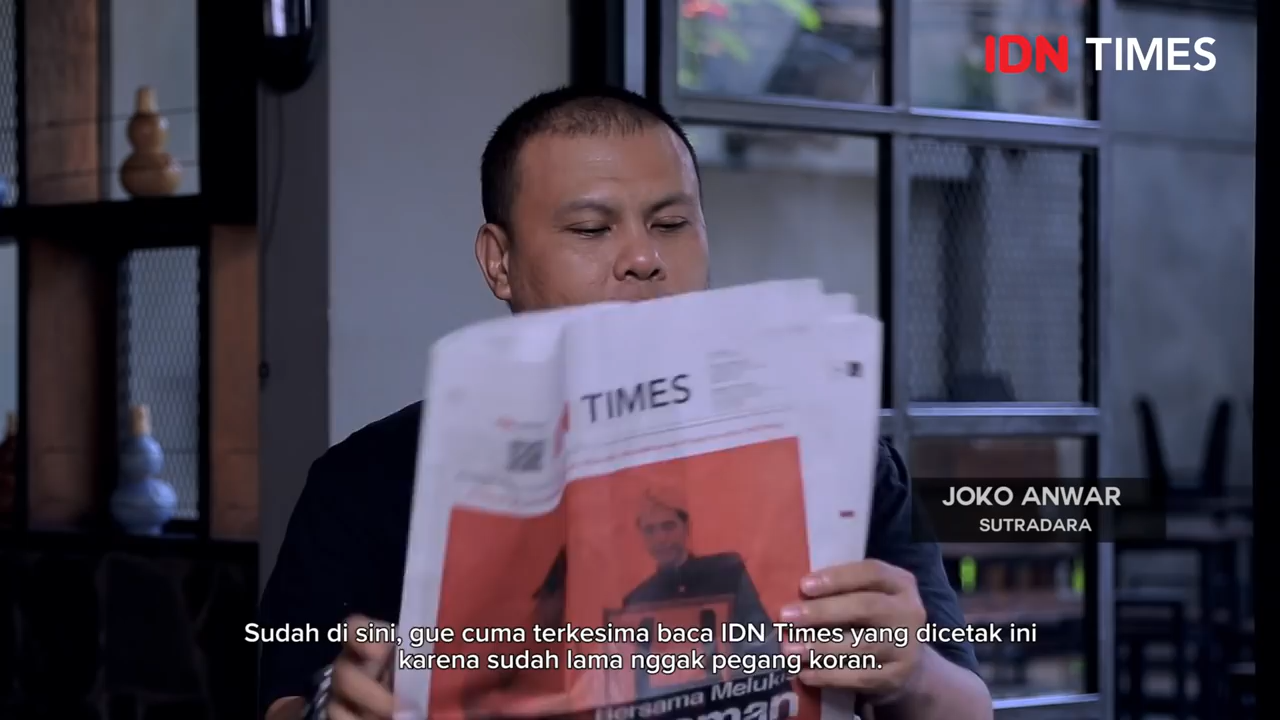 IDN TIMES
TIMES
JOKO ANWAR
SUTRADARA
Sudah di sini, gue cuma terkesima baca IDN Times yang dicetak ini
karena sudah lama nggak pegang koran.
Bersama Meluki